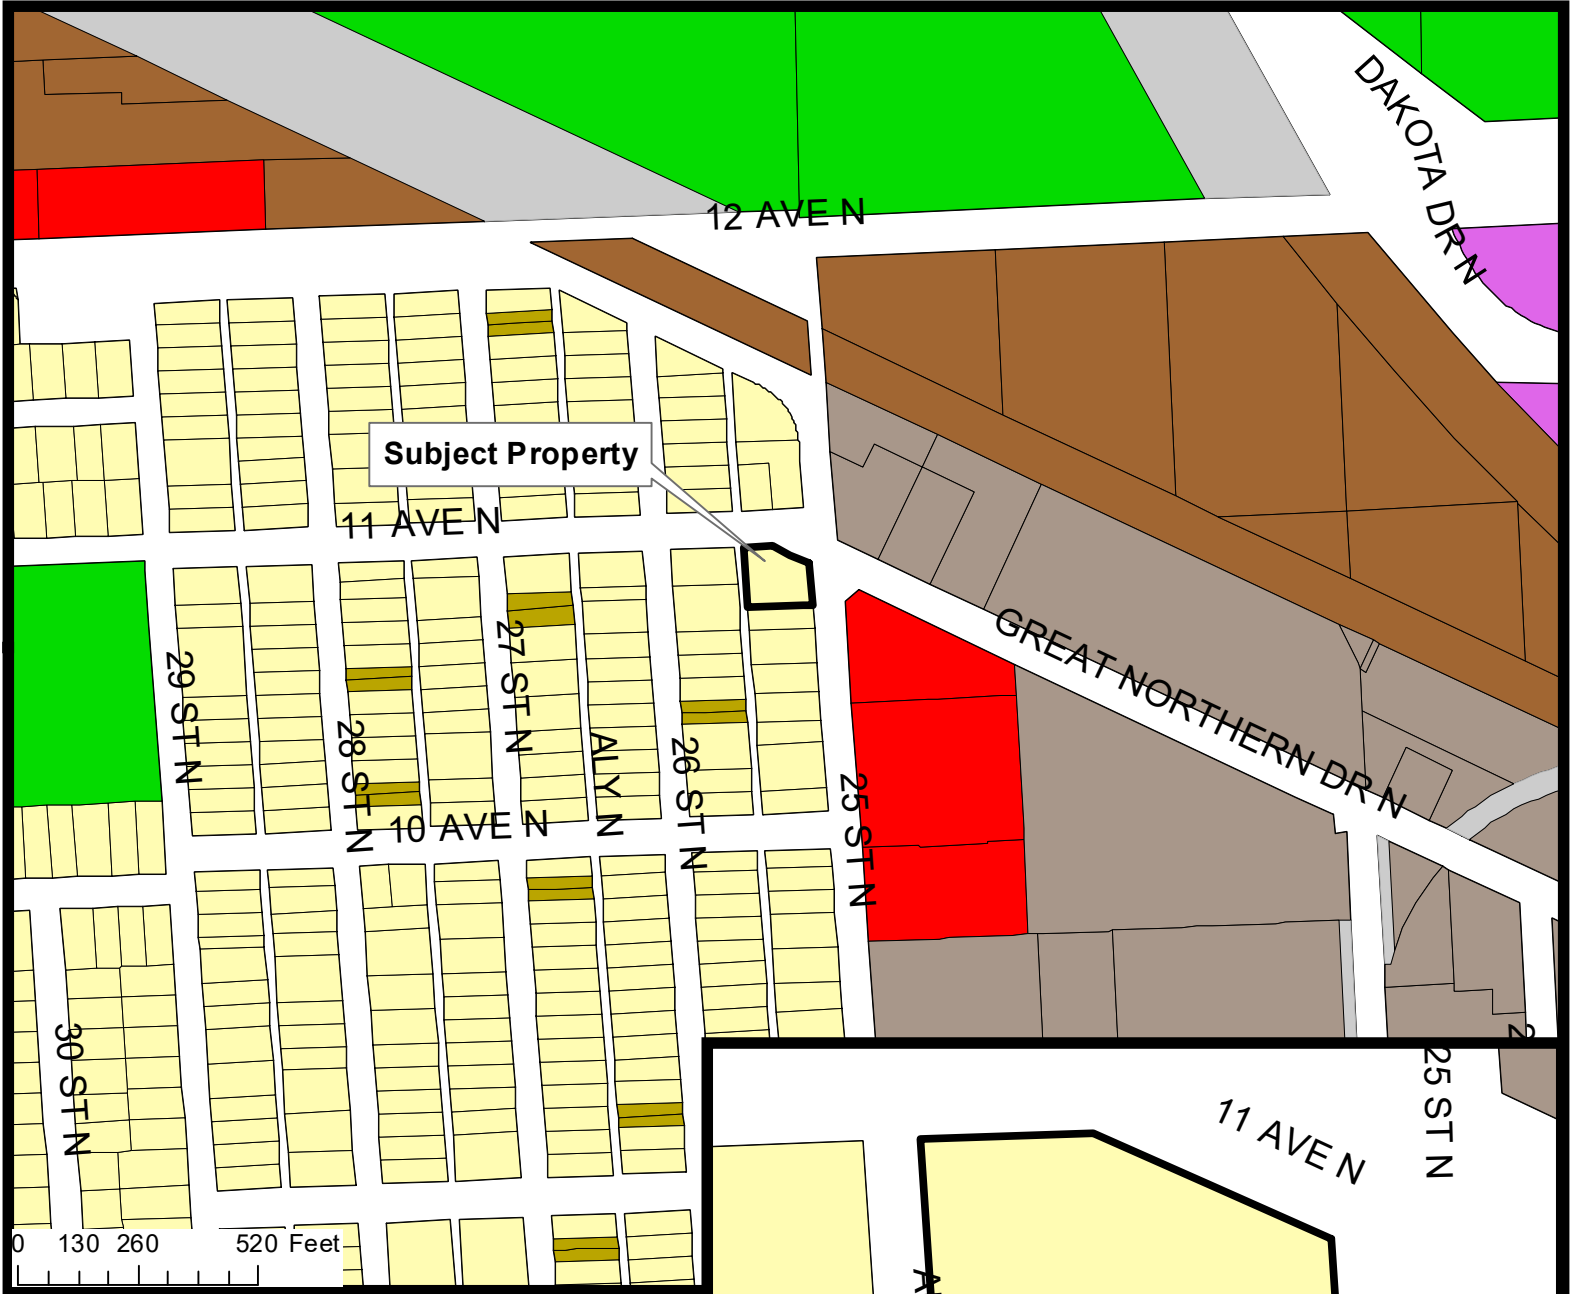 DAKOTA DR N
12 AVE N
Subject Property
11 AVE N
GREAT NORTHERN DR N
27 ST N
29 ST N
28 ST N
ALY N
26 ST N
25 ST N
10 AVE N
30 ST N
25 ST N
11 AVE N
0 130 260 520 Feet